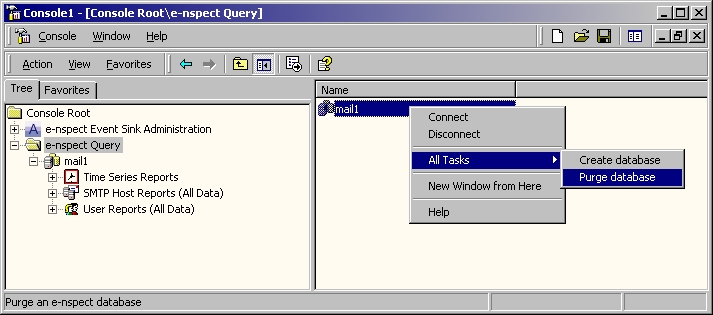 Console1 - [Console Root\e-nspect Query]
Console Window Help
Action View Favorites
Tree Favorites
Console Root
e-nspect Event Sink Administration
e-nspect Query
mail1
Time Series Reports
SMTP Host Reports (All Data)
User Reports (All Data)
Name
mail1
Connect
Disconnect
All Tasks
New Window from Here
Help
Create database
Purge database
Purge an e-nspect database